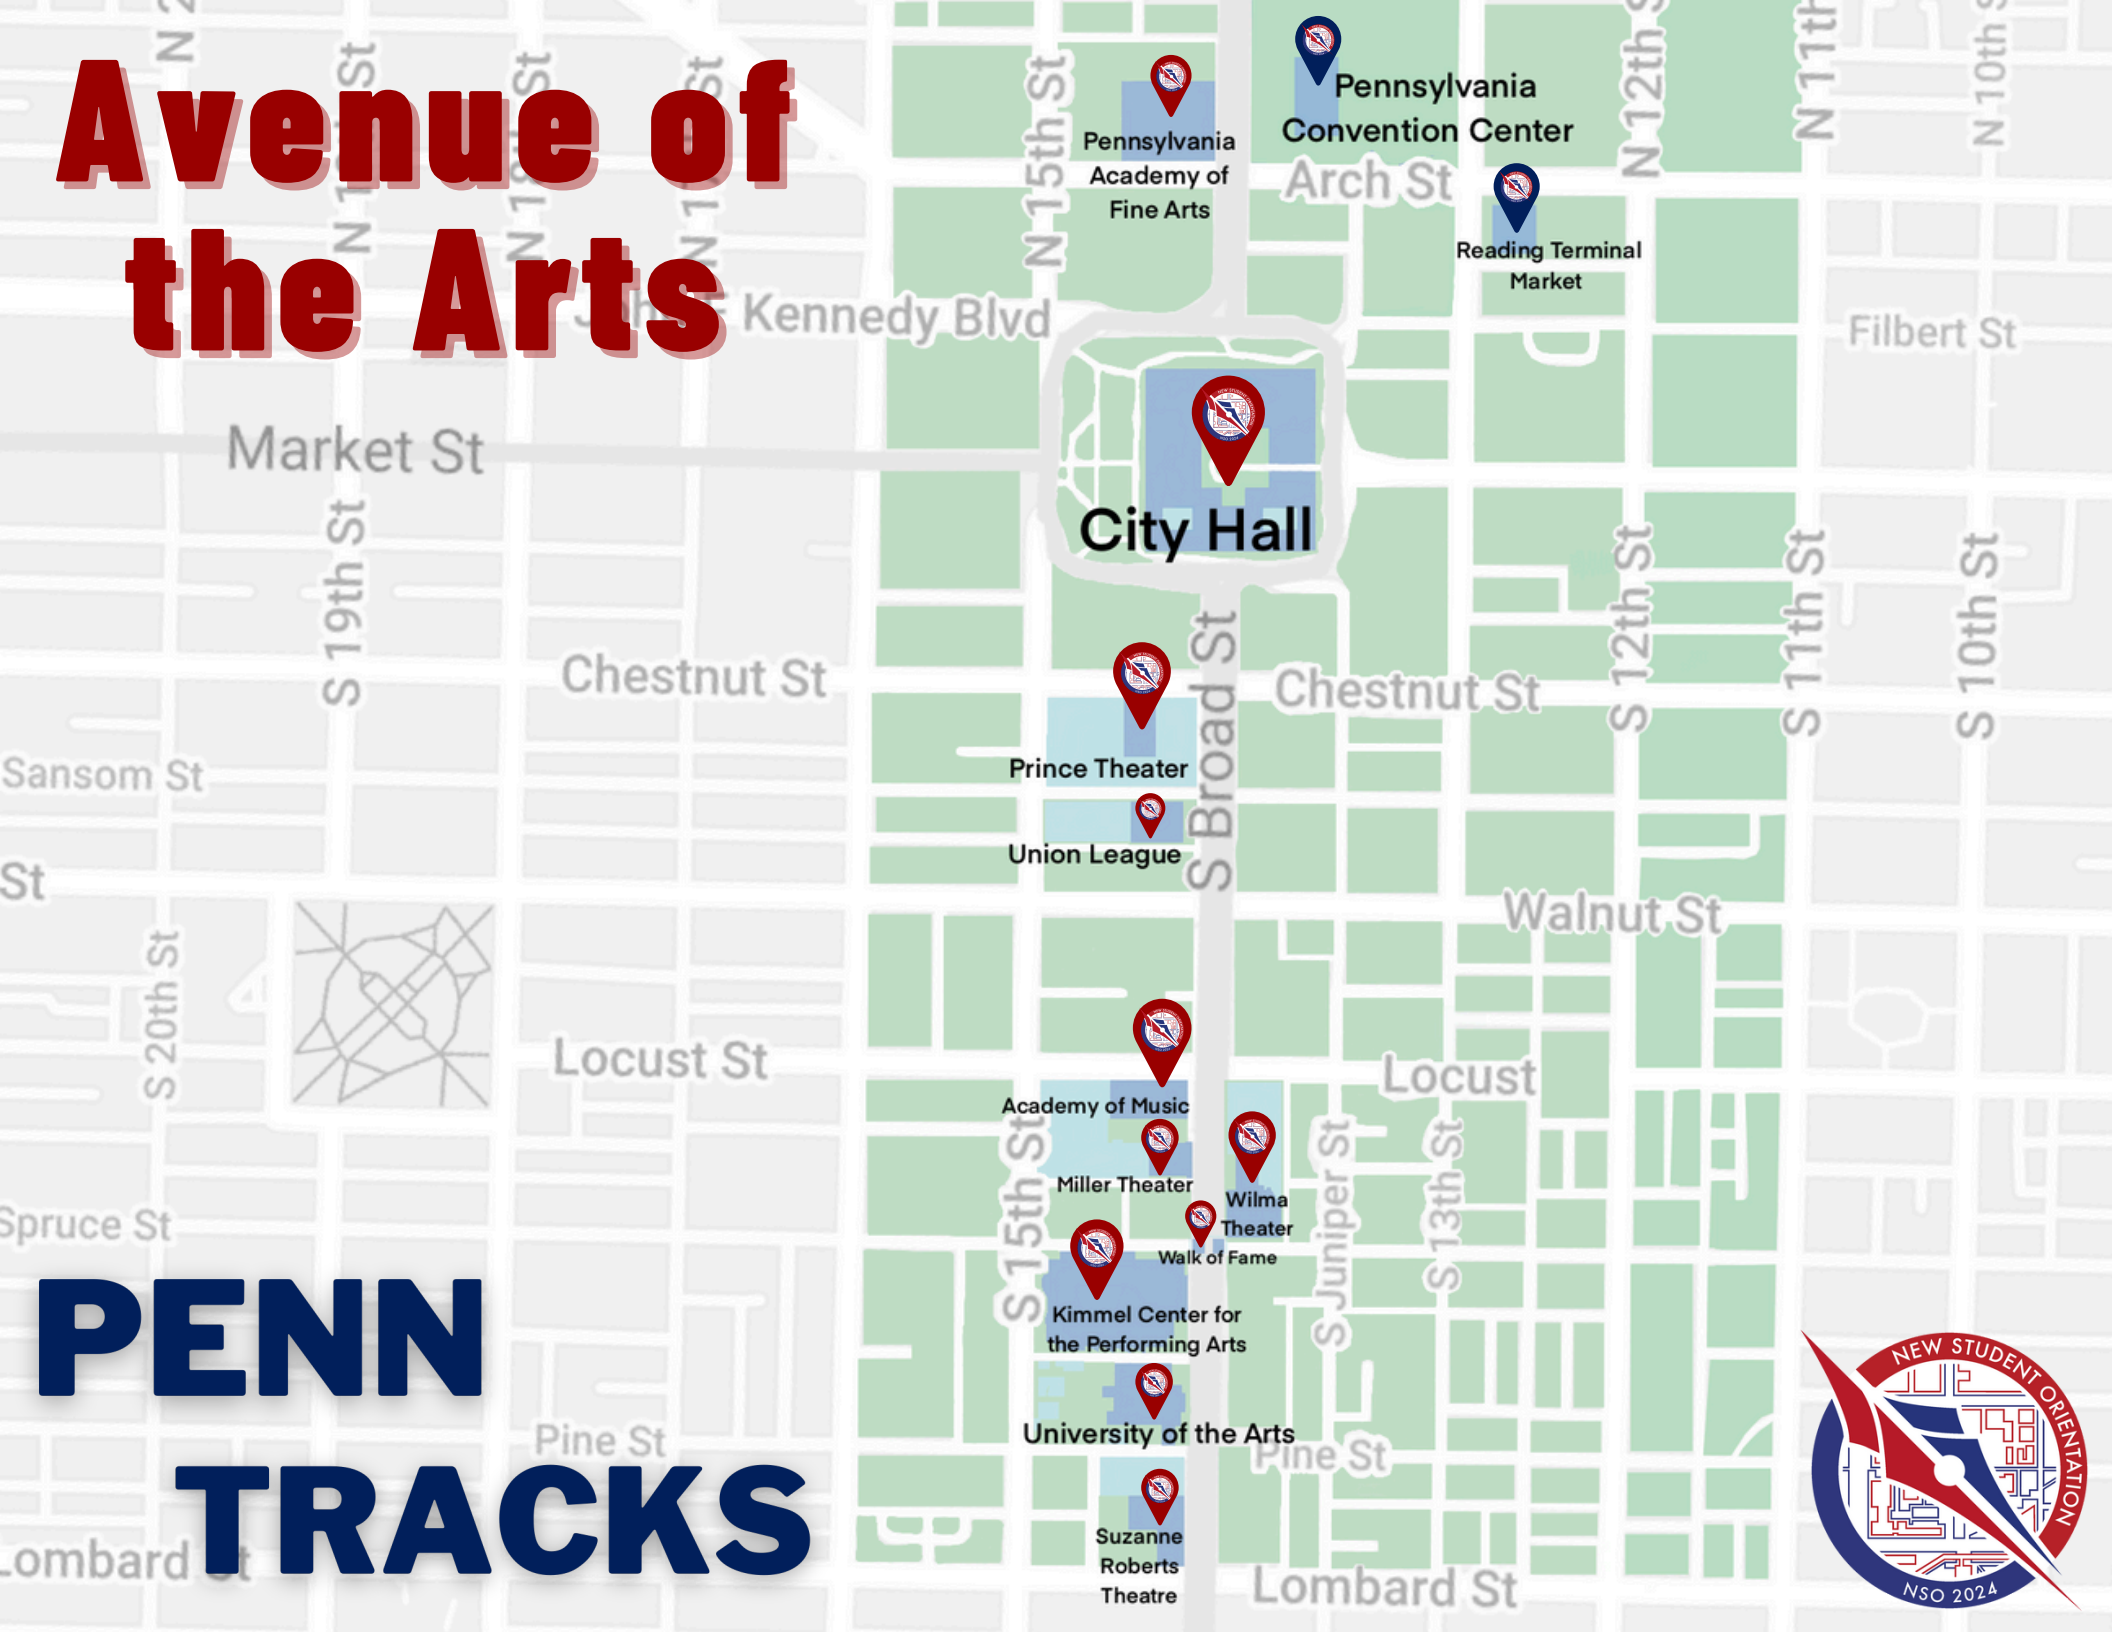 Avenue of
the Arts
N 15th St
N 12th St
N 11th
N 10th S
Pennsylvania
Academy of
Fine Arts
Pennsylvania
Convention Center
Arch St
Reading Terminal
Market
Kennedy Blvd
Filbert St
Market St
City Hall
S 19th St
S Broad St
S 12th St
S 11th St
S 10th St
Chestnut St
Chestnut St
Prince Theater
Sansom St
Union League
St
Walnut St
S 20th St
Locust St
Locust
Academy of Music
Miller Theater
S 15th St
Wilma
Theater
Walk of Fame
S Juniper St
S 13th St
Spruce St
Kimmel Center for
the Performing Arts
University of the Arts
Pine St
Pine St
Suzanne
Roberts
Theatre
Lombard St
Lombard St
PENN
TRACKS
NEW STUDENT ORIENTATION
NSO 2024